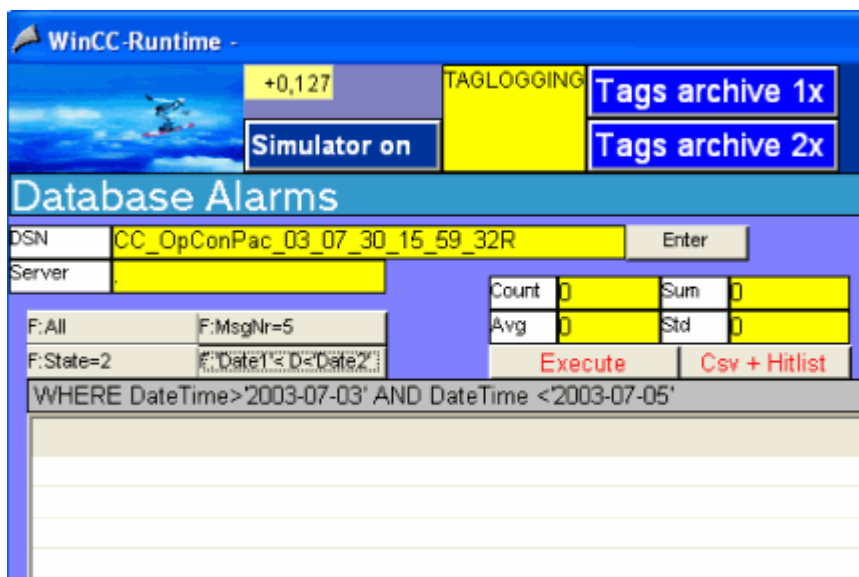 WinCC-Runtime -
+0,127
TAGLOGGING
Tags archive 1x
Simulator on
Tags archive 2x
Database Alarms
DSN CC_OpConPac_03_07_30_15_59_32R Enter
Server .
Count 0 Sum 0
F:All F:MsgNr=5 Avg 0 Std 0
F:State=2 F:"Date1"< D<"Date2" Execute Csv + Hitlist
WHERE DateTime>'2003-07-03' AND DateTime <'2003-07-05'